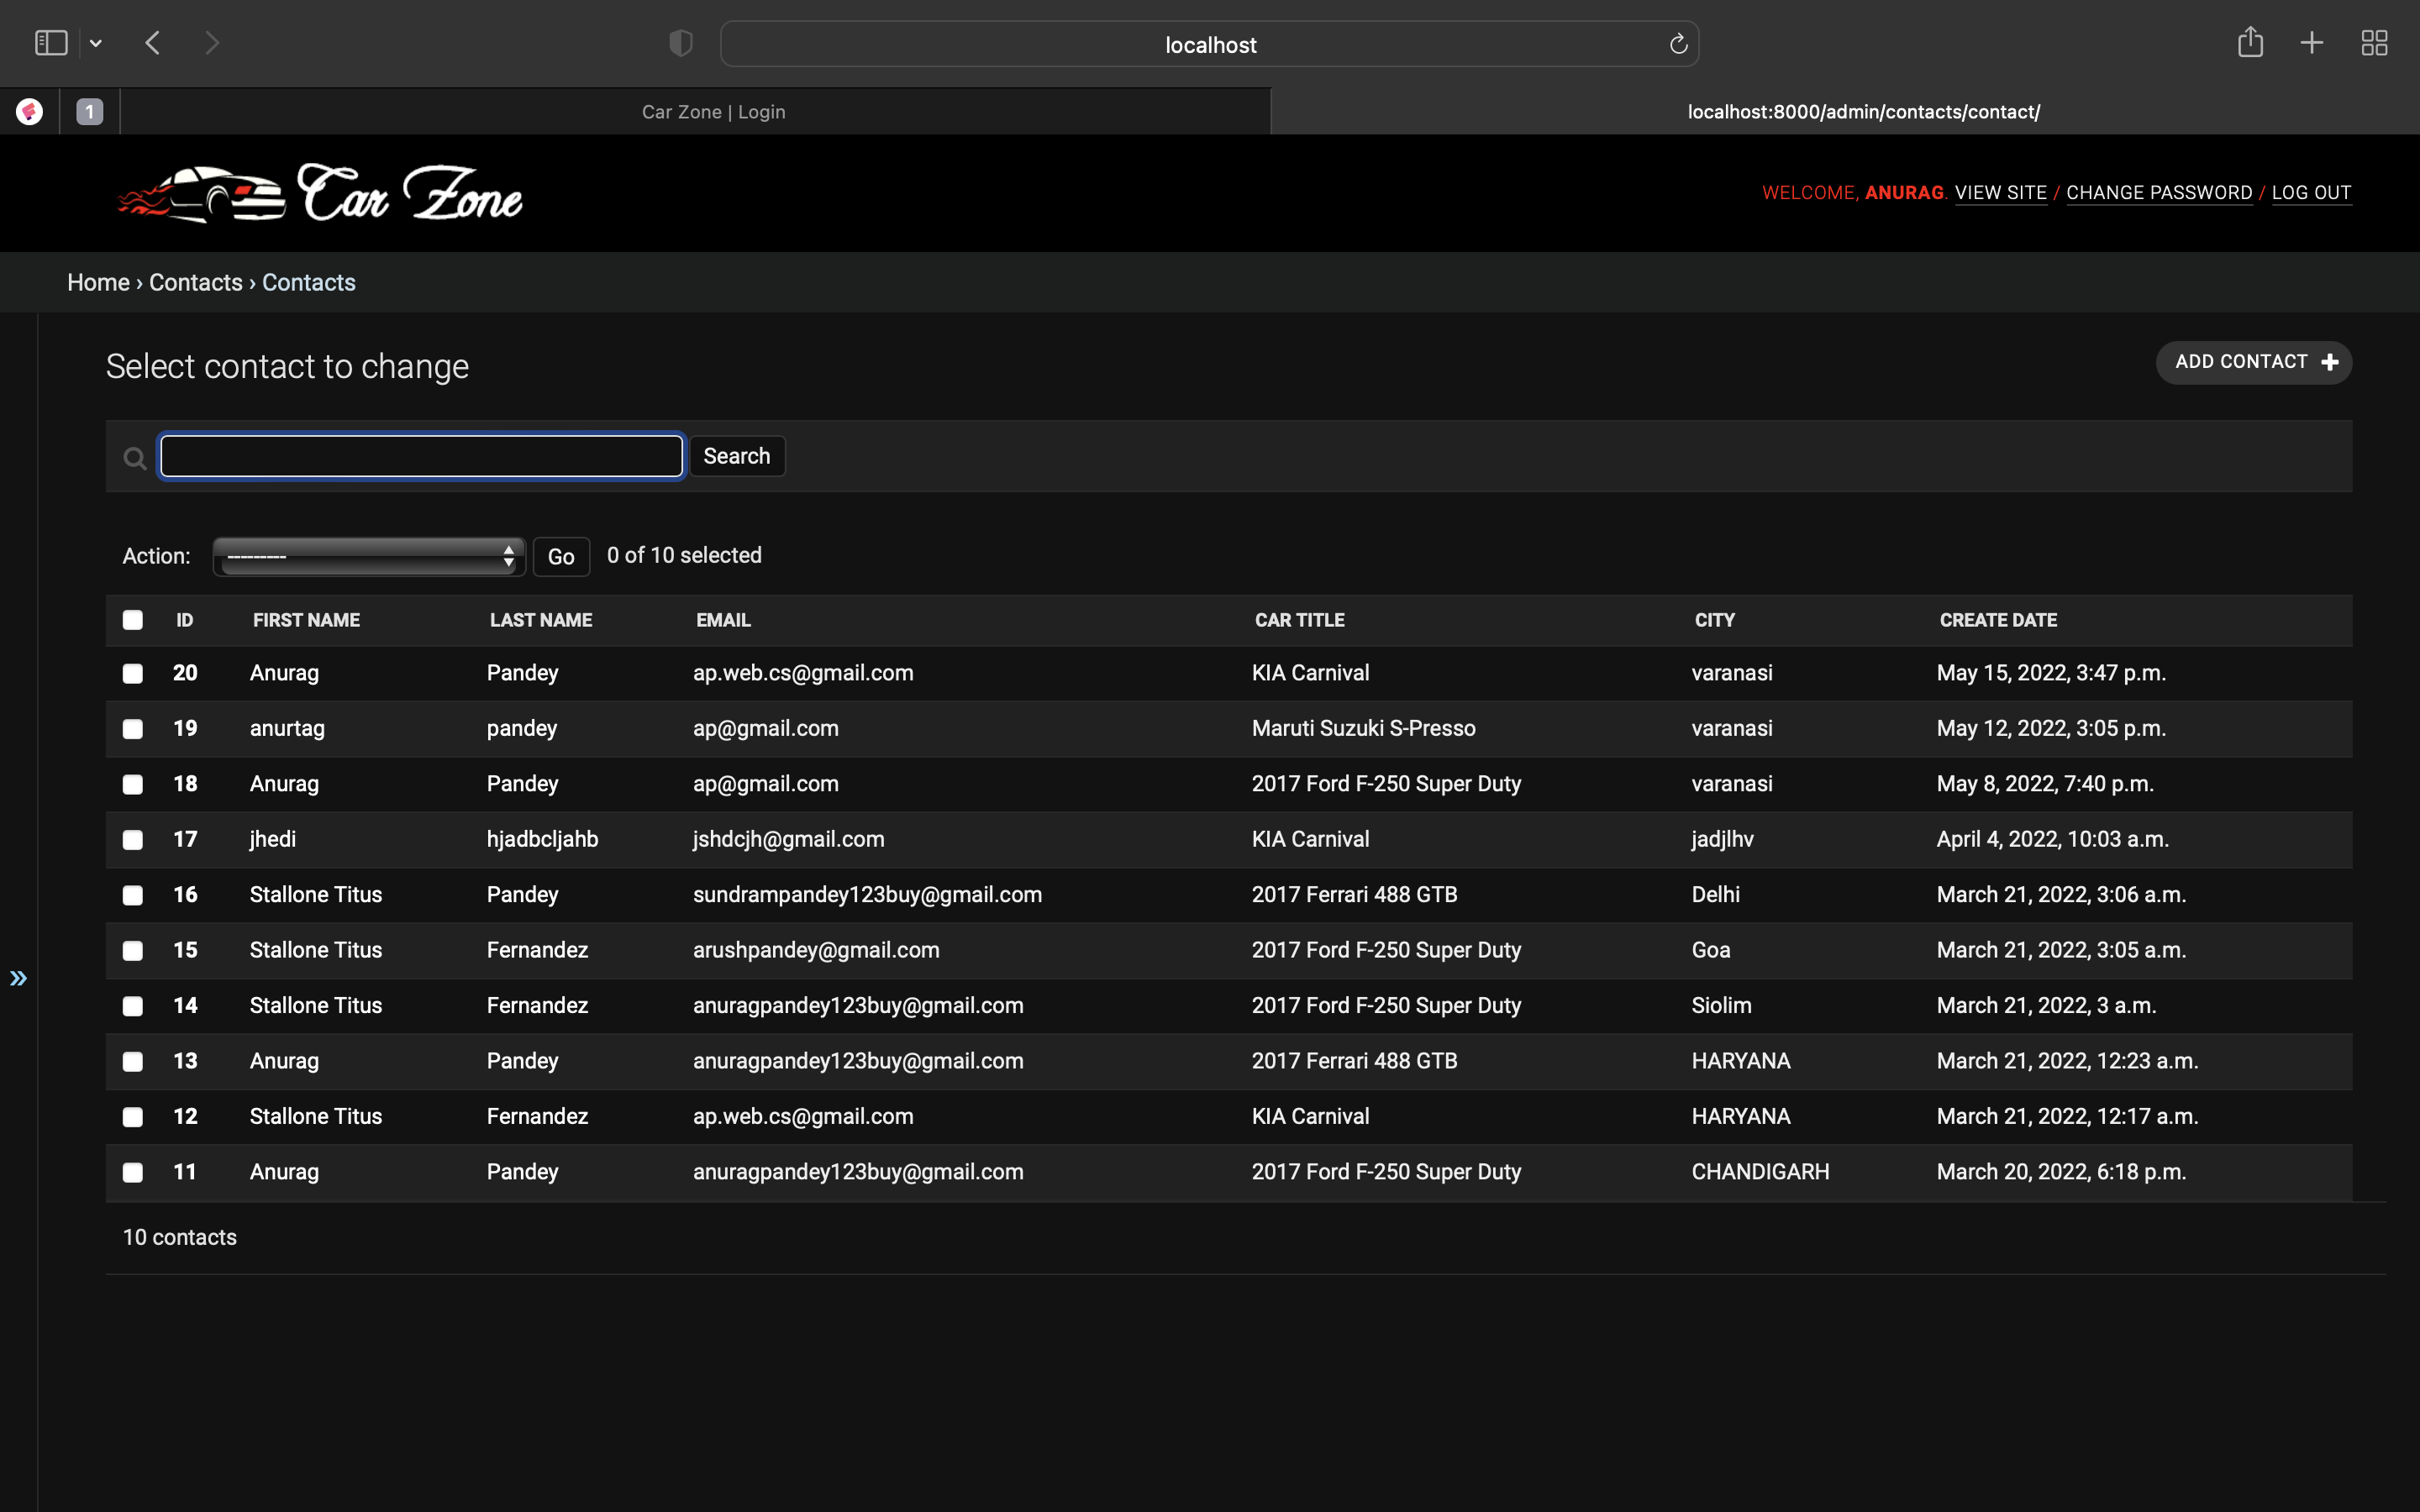 localhost
1
Car Zone | Login
localhost:8000/admin/contacts/contact/
Car Zone
WELCOME, ANURAG. VIEW SITE / CHANGE PASSWORD / LOG OUT
Home › Contacts › Contacts
Select contact to change
ADD CONTACT +
Search
Action: --------- Go 0 of 10 selected
ID FIRST NAME LAST NAME EMAIL CAR TITLE CITY CREATE DATE
20 Anurag Pandey ap.web.cs@gmail.com KIA Carnival varanasi May 15, 2022, 3:47 p.m.
19 anurtag pandey ap@gmail.com Maruti Suzuki S-Presso varanasi May 12, 2022, 3:05 p.m.
18 Anurag Pandey ap@gmail.com 2017 Ford F-250 Super Duty varanasi May 8, 2022, 7:40 p.m.
17 jhedi hjadbcljahb jshdcjh@gmail.com KIA Carnival jadjlhv April 4, 2022, 10:03 a.m.
16 Stallone Titus Pandey sundrampandey123buy@gmail.com 2017 Ferrari 488 GTB Delhi March 21, 2022, 3:06 a.m.
15 Stallone Titus Fernandez arushpandey@gmail.com 2017 Ford F-250 Super Duty Goa March 21, 2022, 3:05 a.m.
14 Stallone Titus Fernandez anuragpandey123buy@gmail.com 2017 Ford F-250 Super Duty Siolim March 21, 2022, 3 a.m.
13 Anurag Pandey anuragpandey123buy@gmail.com 2017 Ferrari 488 GTB HARYANA March 21, 2022, 12:23 a.m.
12 Stallone Titus Fernandez ap.web.cs@gmail.com KIA Carnival HARYANA March 21, 2022, 12:17 a.m.
11 Anurag Pandey anuragpandey123buy@gmail.com 2017 Ford F-250 Super Duty CHANDIGARH March 20, 2022, 6:18 p.m.
»
10 contacts